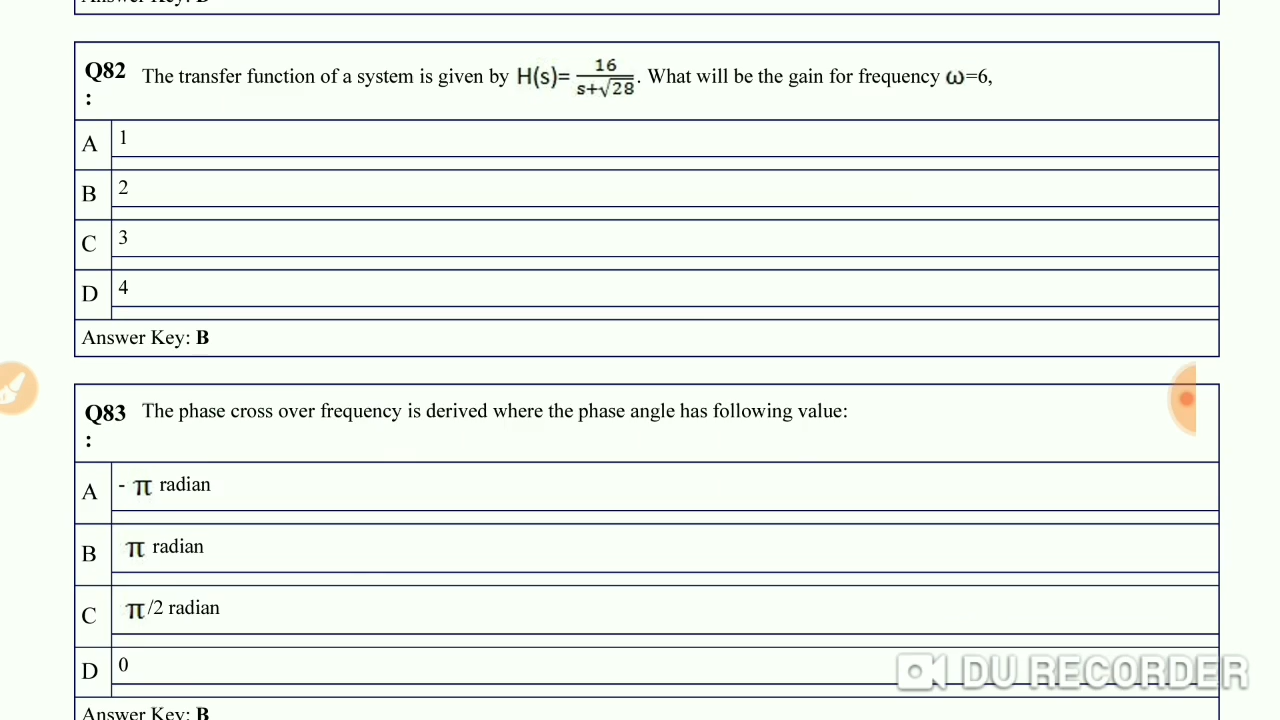 Answer Key: B
Q82 : The transfer function of a system is given by H(s)= 16/(s+√28). What will be the gain for frequency ω=6,
A 1
B 2
C 3
D 4
Answer Key: B
Q83 : The phase cross over frequency is derived where the phase angle has following value:
A - π radian
B π radian
C π/2 radian
D 0
Answer Key: B
DU RECORDER